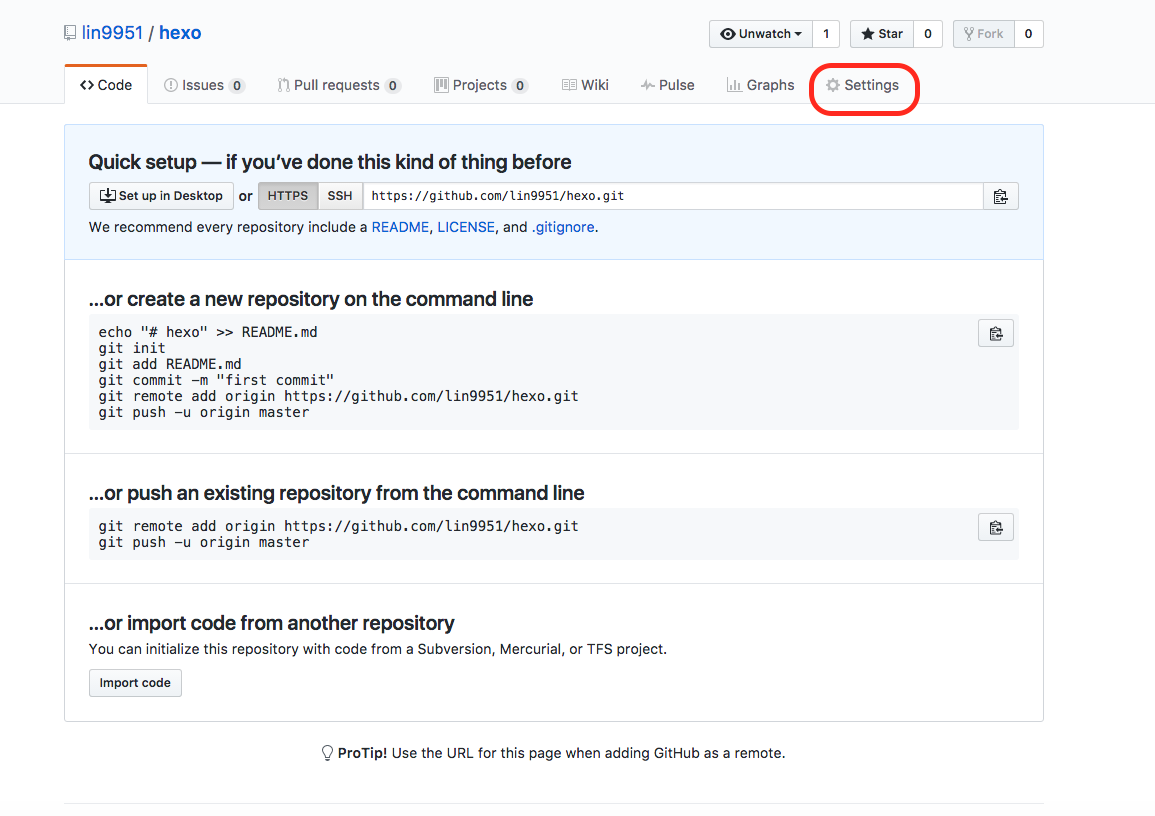 lin9951 / hexo
Unwatch 1 Star 0 Fork 0
Code Issues 0 Pull requests 0 Projects 0 Wiki Pulse Graphs Settings
Quick setup — if you’ve done this kind of thing before
Set up in Desktop or HTTPS SSH https://github.com/lin9951/hexo.git
We recommend every repository include a README, LICENSE, and .gitignore.
…or create a new repository on the command line
echo "# hexo" >> README.md
git init
git add README.md
git commit -m "first commit"
git remote add origin https://github.com/lin9951/hexo.git
git push -u origin master
…or push an existing repository from the command line
git remote add origin https://github.com/lin9951/hexo.git
git push -u origin master
…or import code from another repository
You can initialize this repository with code from a Subversion, Mercurial, or TFS project.
Import code
ProTip! Use the URL for this page when adding GitHub as a remote.